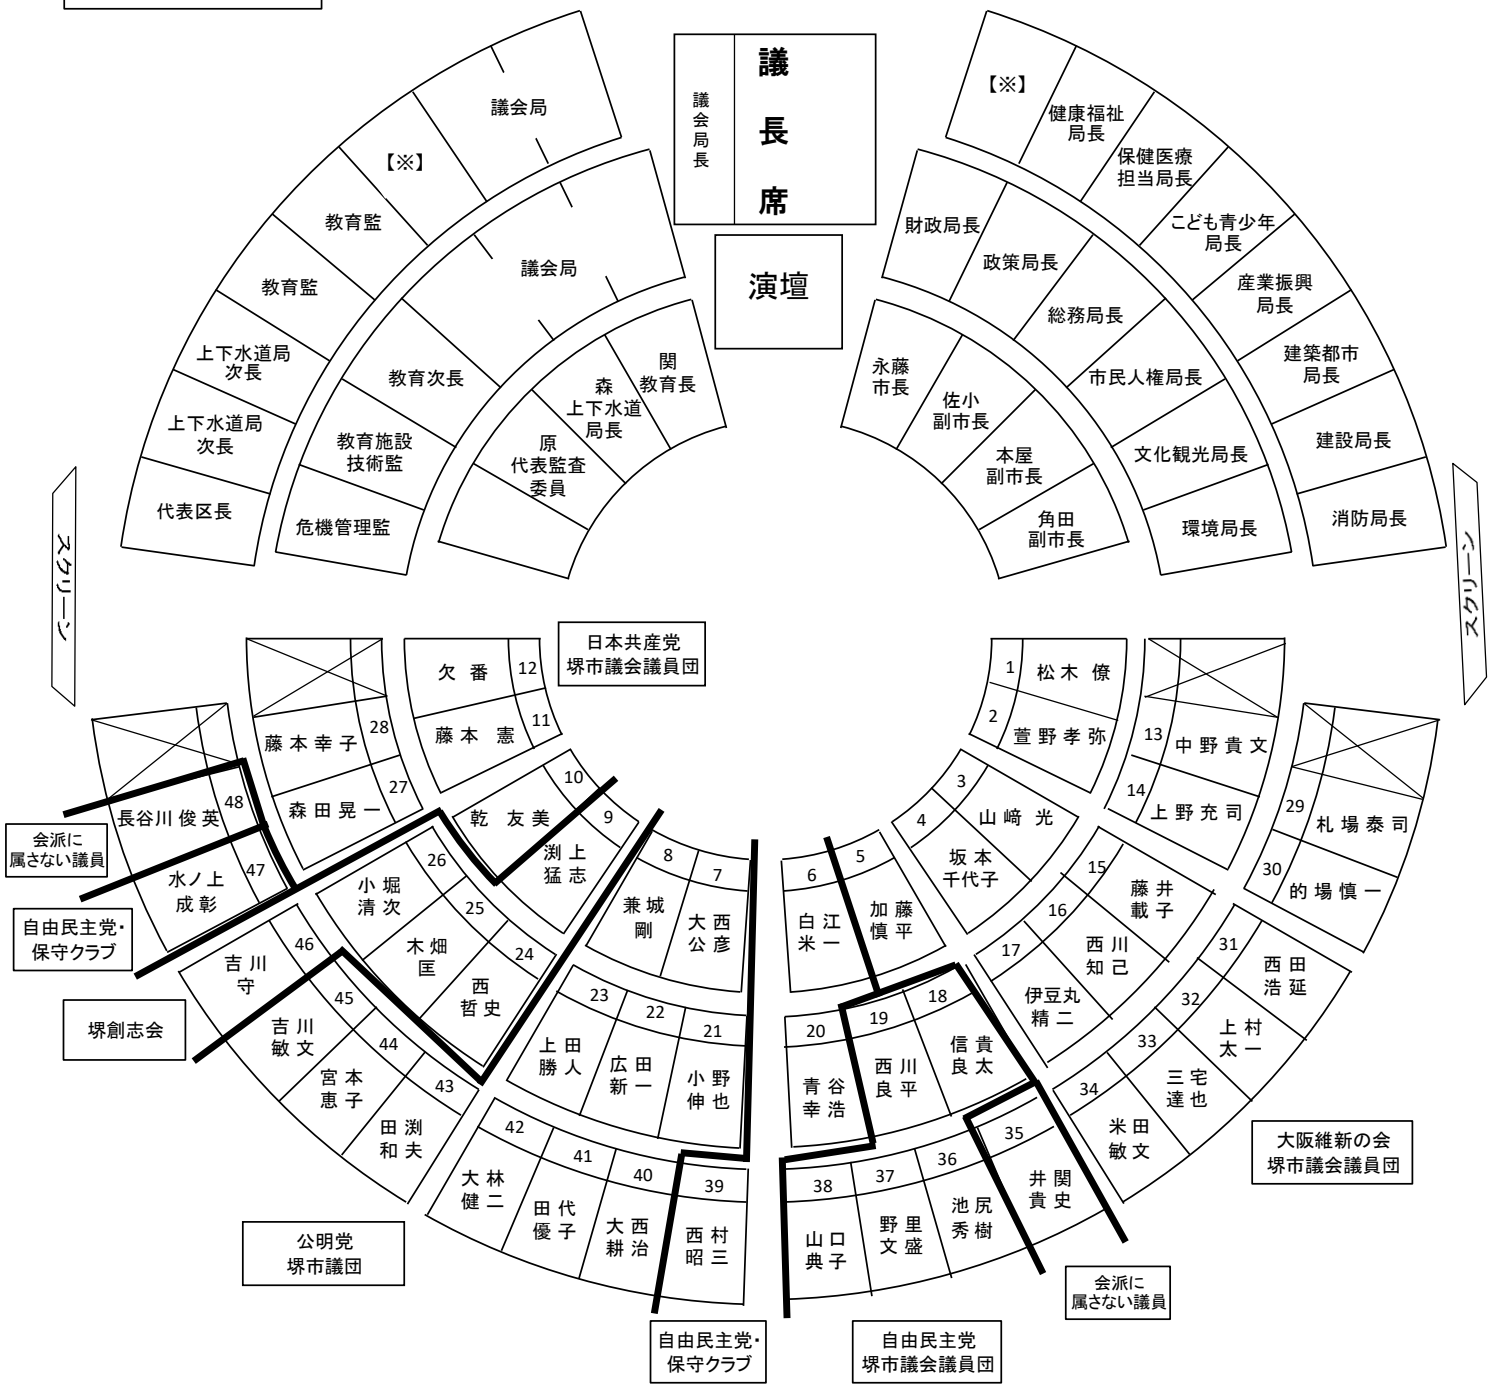 議会局長
議長席
演壇
議会局
【※】
教育監
教育監
上下水道局
次長
上下水道局
次長
代表区長
議会局
教育次長
教育施設
技術監
危機管理監
関
教育長
森
上下水道
局長
原
代表監査
委員
【※】
健康福祉
局長
保健医療
担当局長
こども青少年
局長
産業振興
局長
建築都市
局長
建設局長
消防局長
財政局長
政策局長
総務局長
市民人権局長
文化観光局長
環境局長
永藤
市長
佐小
副市長
本屋
副市長
角田
副市長
スクリーン
スクリーン
日本共産党
堺市議会議員団
1 松木 僚
2 萱野孝弥
3 山﨑 光
4 坂本
千代子
5 加藤
慎平
6 白江
米一
7 大西
公彦
8 兼城
剛
9 渕上
猛志
10 乾 友美
11 藤本 憲
12 欠番
13 中野貴文
14 上野充司
15 藤井
載子
16 西川
知己
17 伊豆丸
精二
18 信貴
良太
19 西川
良平
20 青谷
幸浩
21 小野
伸也
22 広田
新一
23 上田
勝人
24 西
哲史
25 木畑
匡
26 小堀
清次
27 森田晃一
28 藤本幸子
29 札場泰司
30 的場慎一
31 西田
浩延
32 上村
太一
33 三宅
達也
34 米田
敏文
35 井関
貴史
36 池尻
秀樹
37 野里
文盛
38 山口
典子
39 西村
昭三
40 大西
耕治
41 田代
優子
42 大林
健二
43 田渕
和夫
44 宮本
恵子
45 吉川
敏文
46 吉川
守
47 水ノ上
成彰
48 長谷川俊英
会派に
属さない議員
自由民主党・
保守クラブ
堺創志会
公明党
堺市議団
自由民主党・
保守クラブ
自由民主党
堺市議会議員団
会派に
属さない議員
大阪維新の会
堺市議会議員団